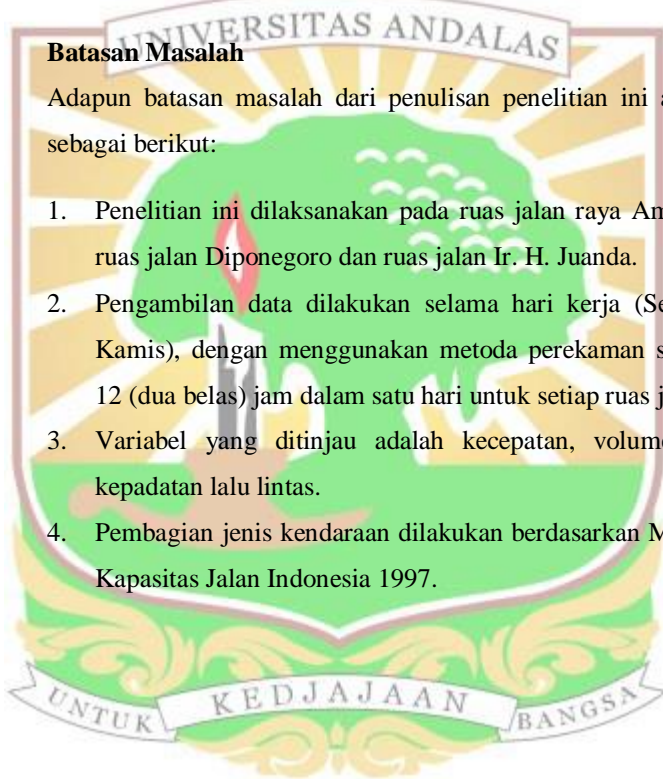 UNIVERSITAS ANDALAS
Batasan Masalah
Adapun batasan masalah dari penulisan penelitian ini a
sebagai berikut:
1. Penelitian ini dilaksanakan pada ruas jalan raya Am
ruas jalan Diponegoro dan ruas jalan Ir. H. Juanda.
2. Pengambilan data dilakukan selama hari kerja (Se
Kamis), dengan menggunakan metoda perekaman s
12 (dua belas) jam dalam satu hari untuk setiap ruas j
3. Variabel yang ditinjau adalah kecepatan, volum
kepadatan lalu lintas.
4. Pembagian jenis kendaraan dilakukan berdasarkan M
Kapasitas Jalan Indonesia 1997.
UNTUK KEDJAJAAN BANGSA